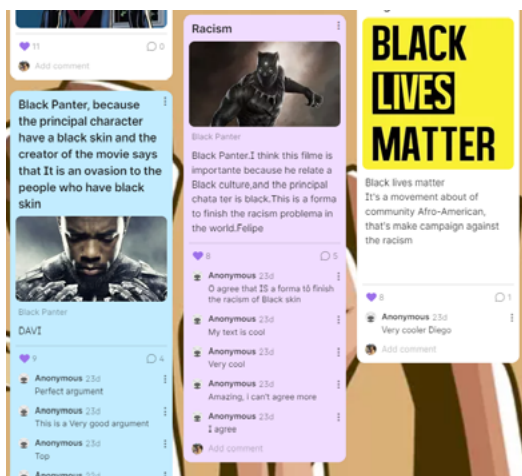 11
0
Add comment
Black Panter, because
the principal character
have a black skin and the
creator of the movie says
that It is an ovasion to the
people who have black
skin
Black Panter
DAVI
9
4
Anonymous 23d
Perfect argument
Anonymous 23d
This is a Very good argument
Anonymous 23d
Top
Anonymous 23d
Racism
Black Panter
Black Panter.I think this filme is
importante because he relate a
Black culture,and the principal
chata ter is black.This is a forma
to finish the racism problema in
the world.Felipe
8
5
Anonymous 23d
O agree that IS a forma tô finish
the racism of Black skin
Anonymous 23d
My text is cool
Anonymous 23d
Very cool
Anonymous 23d
Amazing, i can't agree more
Anonymous 23d
I agree
Add comment
BLACK
LIVES
MATTER
Black lives matter
It's a movement about of
community Afro-American,
that's make campaign against
the racism
8
1
Anonymous 23d
Very cooler Diego
Add comment